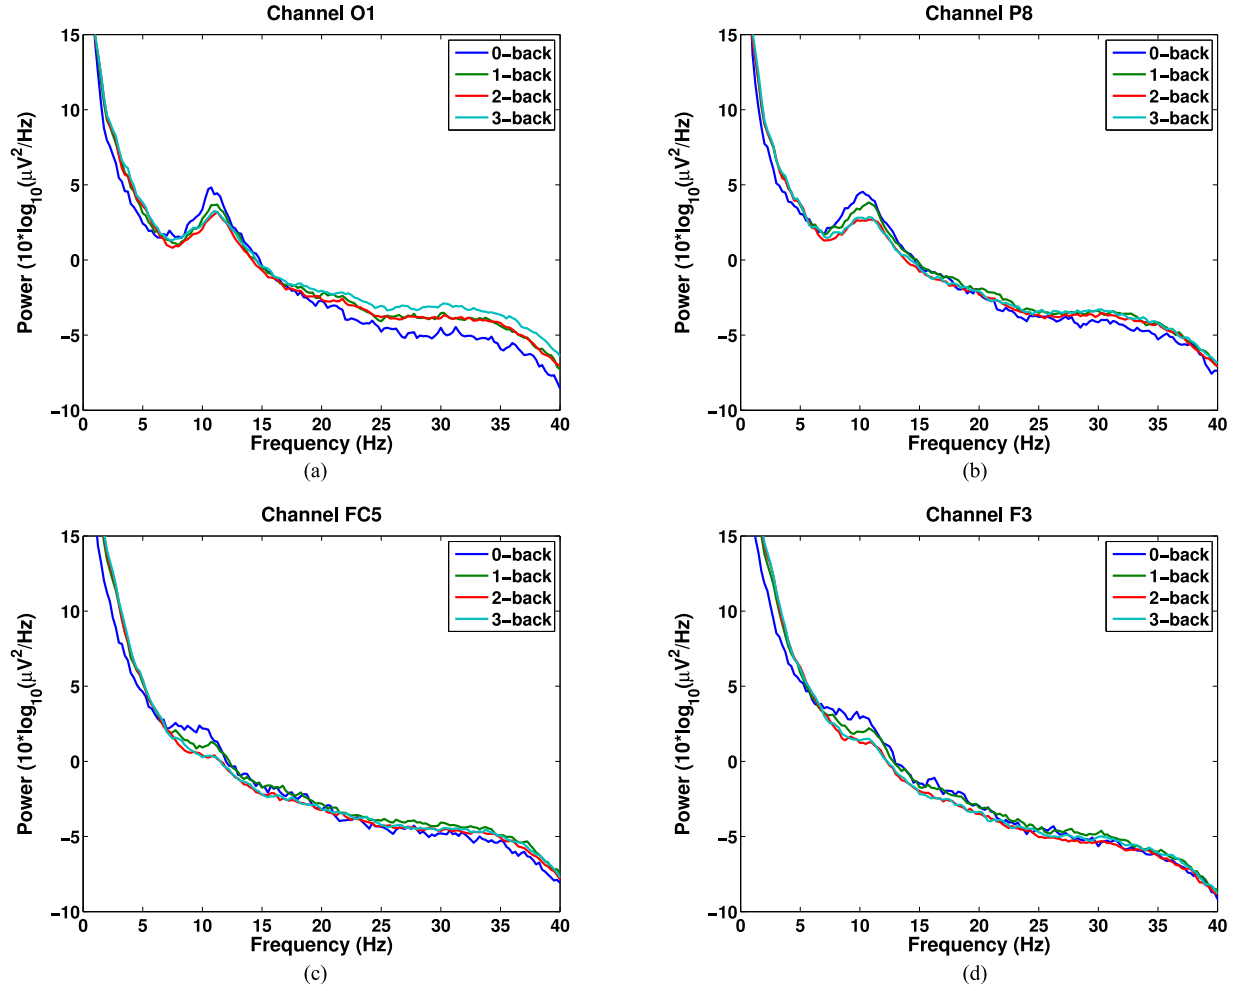 Channel O1
Power (10*log10(μV²/Hz)
15
10
5
0
−5
−10
0 5 10 15 20 25 30 35 40
Frequency (Hz)
0−back
1−back
2−back
3−back
(a)
Channel P8
Power (10*log10(μV²/Hz)
15
10
5
0
−5
−10
0 5 10 15 20 25 30 35 40
Frequency (Hz)
0−back
1−back
2−back
3−back
(b)
Channel FC5
Power (10*log10(μV²/Hz)
15
10
5
0
−5
−10
0 5 10 15 20 25 30 35 40
Frequency (Hz)
0−back
1−back
2−back
3−back
(c)
Channel F3
Power (10*log10(μV²/Hz)
15
10
5
0
−5
−10
0 5 10 15 20 25 30 35 40
Frequency (Hz)
0−back
1−back
2−back
3−back
(d)